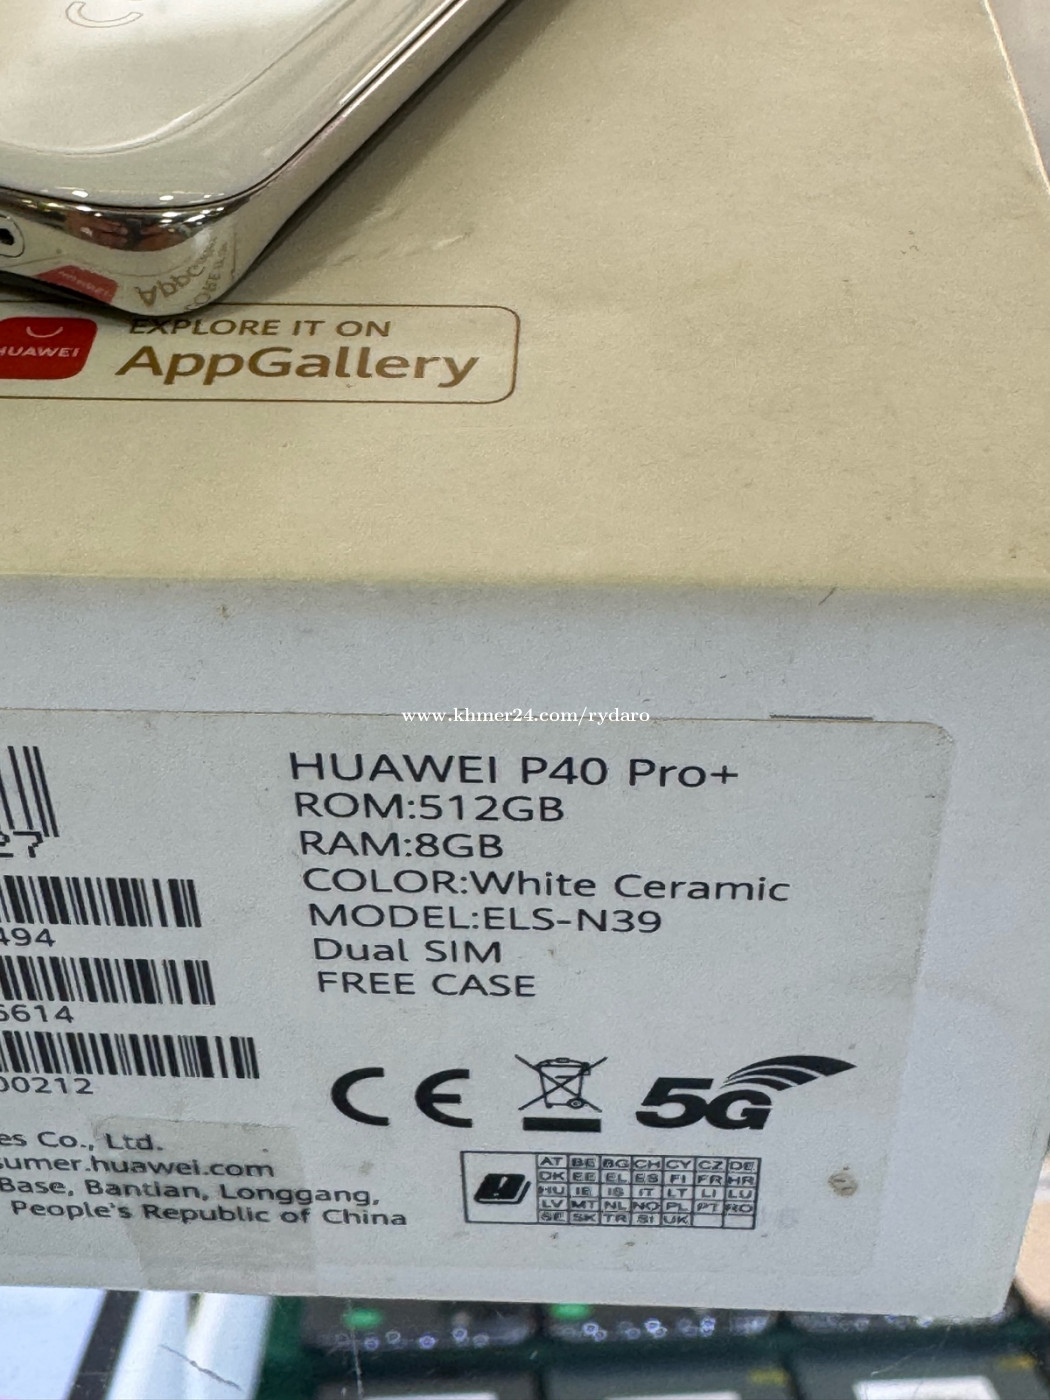 HUAWEI
EXPLORE IT ON
AppGallery
www.khmer24.com/rydaro
HUAWEI P40 Pro+
ROM:512GB
RAM:8GB
COLOR:White Ceramic
MODEL:ELS-N39
Dual SIM
FREE CASE
27
494
6614
00212
CE
5G
es Co., Ltd.
sumer.huawei.com
Base, Bantian, Longgang,
People's Republic of China
AT BE BG CH CY CZ DE
DK EE EL ES FI FR HR
HU IE IS IT LT LI LU
LV MT NL NO PL PT RO
SE SK TR SI UK